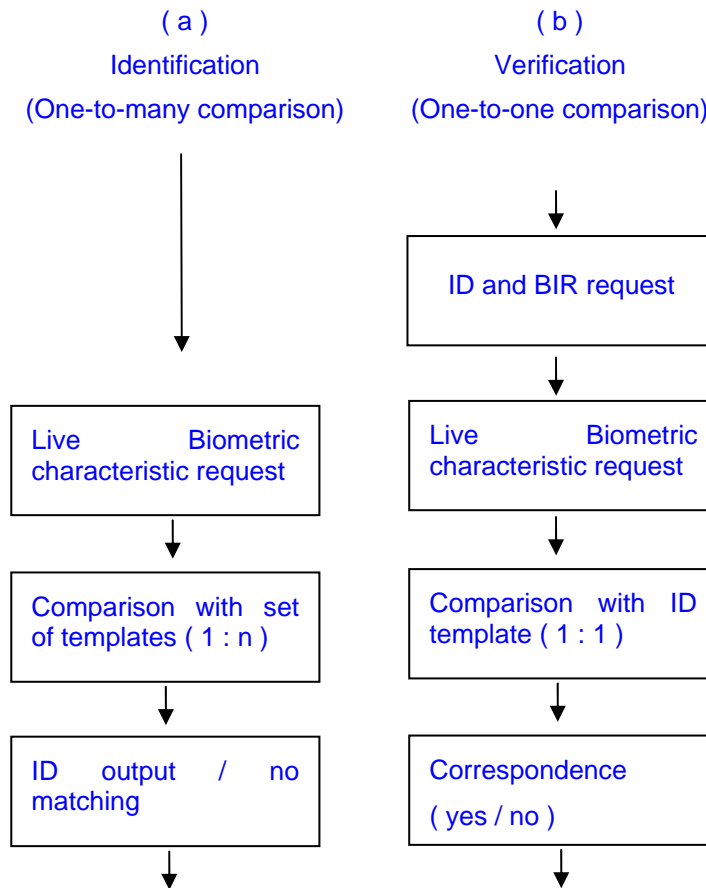 ( a )
Identification
(One-to-many comparison)
Live Biometric
characteristic request
Comparison with set
of templates ( 1 : n )
ID output / no
matching
( b )
Verification
(One-to-one comparison)
ID and BIR request
Live Biometric
characteristic request
Comparison with ID
template ( 1 : 1 )
Correspondence
( yes / no )